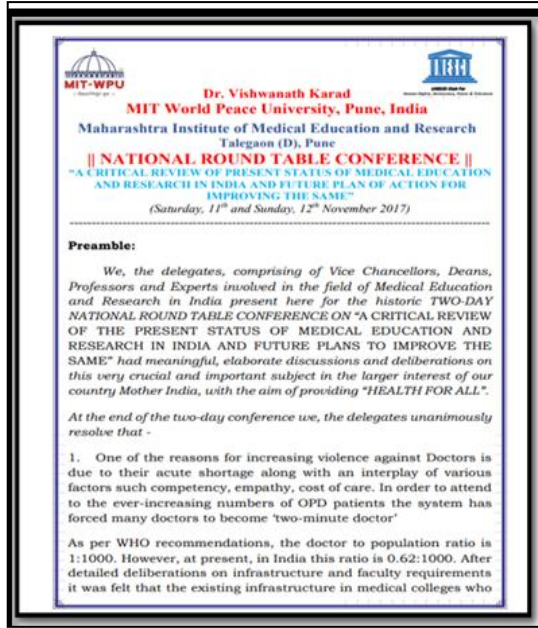 MIT-WPU
Dr. Vishwanath Karad
MIT World Peace University, Pune, India
Maharashtra Institute of Medical Education and Research
Talegaon (D), Pune
|| NATIONAL ROUND TABLE CONFERENCE ||
"A CRITICAL REVIEW OF PRESENT STATUS OF MEDICAL EDUCATION
AND RESEARCH IN INDIA AND FUTURE PLAN OF ACTION FOR
IMPROVING THE SAME"
(Saturday, 11th and Sunday, 12th November 2017)
Preamble:
We, the delegates, comprising of Vice Chancellors, Deans,
Professors and Experts involved in the field of Medical Education
and Research in India present here for the historic TWO-DAY
NATIONAL ROUND TABLE CONFERENCE ON "A CRITICAL REVIEW
OF THE PRESENT STATUS OF MEDICAL EDUCATION AND
RESEARCH IN INDIA AND FUTURE PLANS TO IMPROVE THE
SAME" had meaningful, elaborate discussions and deliberations on
this very crucial and important subject in the larger interest of our
country Mother India, with the aim of providing "HEALTH FOR ALL".
At the end of the two-day conference we, the delegates unanimously
resolve that -
1. One of the reasons for increasing violence against Doctors is
due to their acute shortage along with an interplay of various
factors such competency, empathy, cost of care. In order to attend
to the ever-increasing numbers of OPD patients the system has
forced many doctors to become 'two-minute doctor'
As per WHO recommendations, the doctor to population ratio is
1:1000. However, at present, in India this ratio is 0.62:1000. After
detailed deliberations on infrastructure and faculty requirements
it was felt that the existing infrastructure in medical colleges who